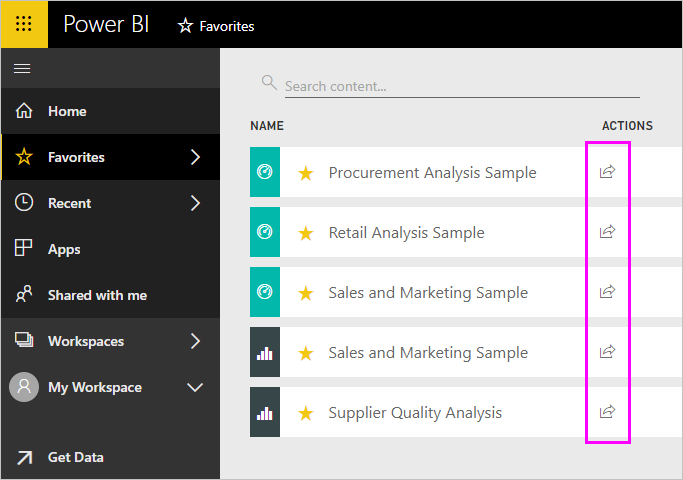 Power BI
Favorites
Search content...
NAME
ACTIONS
Home
Favorites
Recent
Apps
Shared with me
Workspaces
My Workspace
Get Data
Procurement Analysis Sample
Retail Analysis Sample
Sales and Marketing Sample
Sales and Marketing Sample
Supplier Quality Analysis